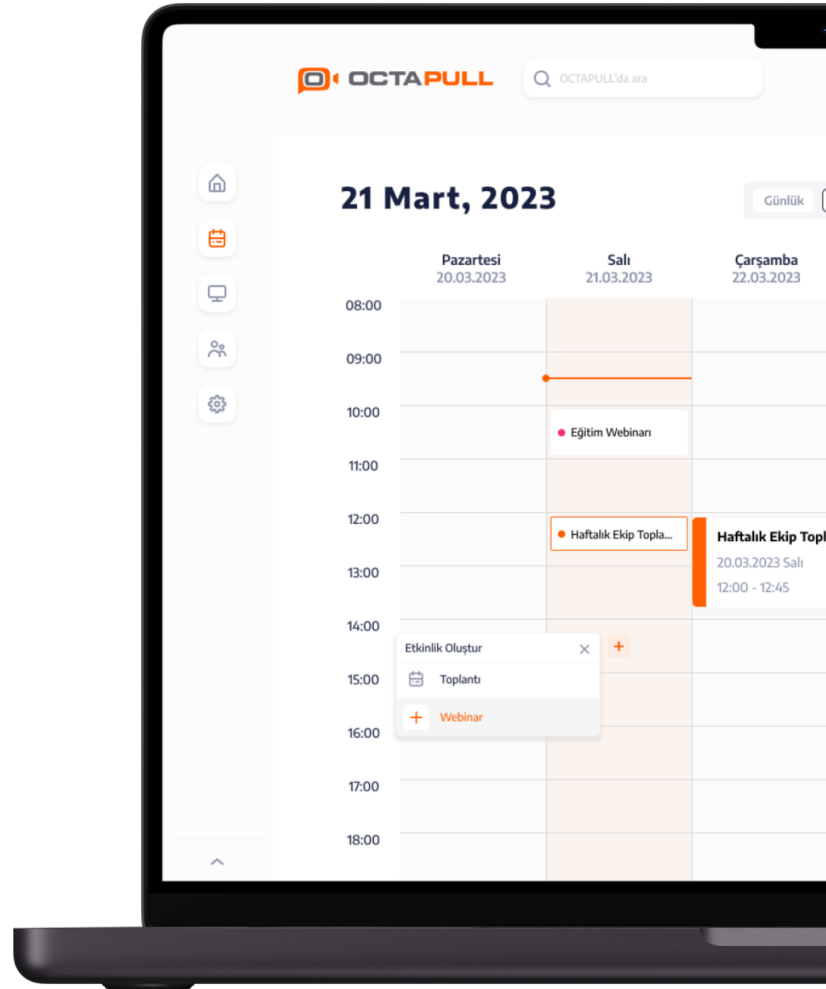 OCTAPULL
OCTAPULL'da ara
21 Mart, 2023
Günlük
Pazartesi
20.03.2023
Salı
21.03.2023
Çarşamba
22.03.2023
08:00
09:00
10:00
Eğitim Webinarı
11:00
12:00
Haftalık Ekip Topla...
Haftalık Ekip Topl
20.03.2023 Salı
12:00 - 12:45
13:00
14:00
Etkinlik Oluştur
15:00
Toplantı
Webinar
16:00
17:00
18:00